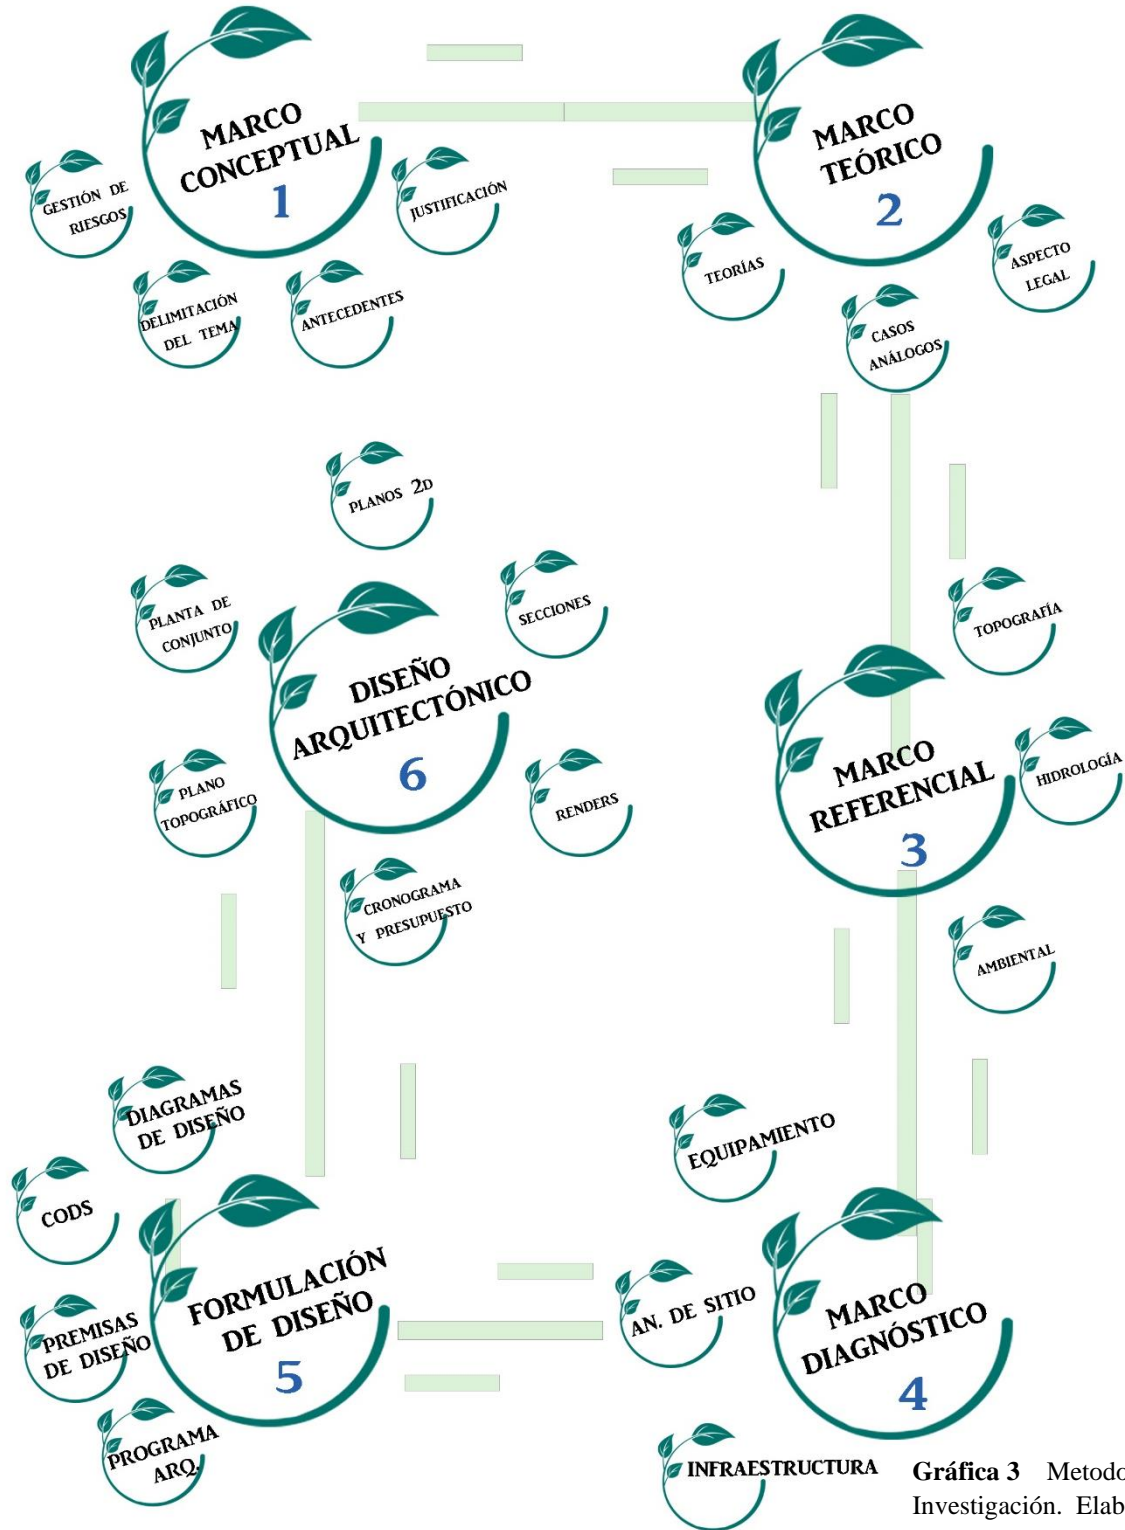 MARCO
CONCEPTUAL
1
GESTIÓN DE
RIESGOS
DELIMITACIÓN
DEL TEMA
ANTECEDENTES
JUSTIFICACIÓN
MARCO
TEÓRICO
2
TEORÍAS
CASOS
ANÁLOGOS
ASPECTO
LEGAL
TOPOGRAFÍA
MARCO
REFERENCIAL
3
HIDROLOGÍA
AMBIENTAL
EQUIPAMIENTO
AN. DE SITIO
MARCO
DIAGNÓSTICO
4
INFRAESTRUCTURA
DIAGRAMAS
DE DISEÑO
CODS
FORMULACIÓN
DE DISEÑO
5
PREMISAS
DE DISEÑO
PROGRAMA
ARQ.
PLANOS 2D
PLANTA DE
CONJUNTO
SECCIONES
DISEÑO
ARQUITECTÓNICO
6
PLANO
TOPOGRÁFICO
RENDERS
CRONOGRAMA
Y PRESUPUESTO
Gráfica 3 Metodo
Investigación. Elab